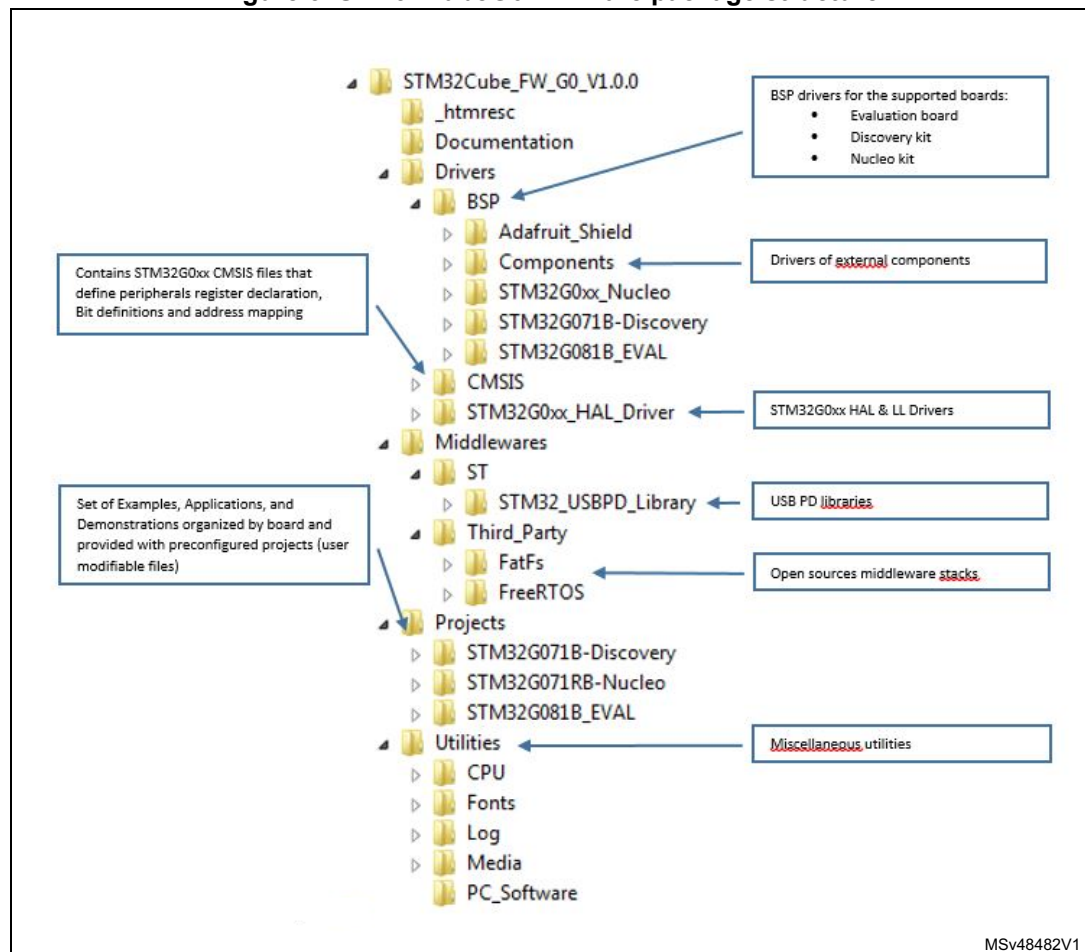 STM32Cube_FW_G0_V1.0.0
_htmresc
Documentation
Drivers
BSP
Adafruit_Shield
Components
STM32G0xx_Nucleo
STM32G071B-Discovery
STM32G081B_EVAL
CMSIS
STM32G0xx_HAL_Driver
Middlewares
ST
STM32_USBPD_Library
Third_Party
FatFs
FreeRTOS
Projects
STM32G071B-Discovery
STM32G071RB-Nucleo
STM32G081B_EVAL
Utilities
CPU
Fonts
Log
Media
PC_Software
Contains STM32G0xx CMSIS files that
define peripherals register declaration,
Bit definitions and address mapping
Set of Examples, Applications, and
Demonstrations organized by board and
provided with preconfigured projects (user
modifiable files)
BSP drivers for the supported boards:
• Evaluation board
• Discovery kit
• Nucleo kit
Drivers of external components
STM32G0xx HAL & LL Drivers
USB PD libraries
Open sources middleware stacks
Miscellaneous utilities
MSv48482V1